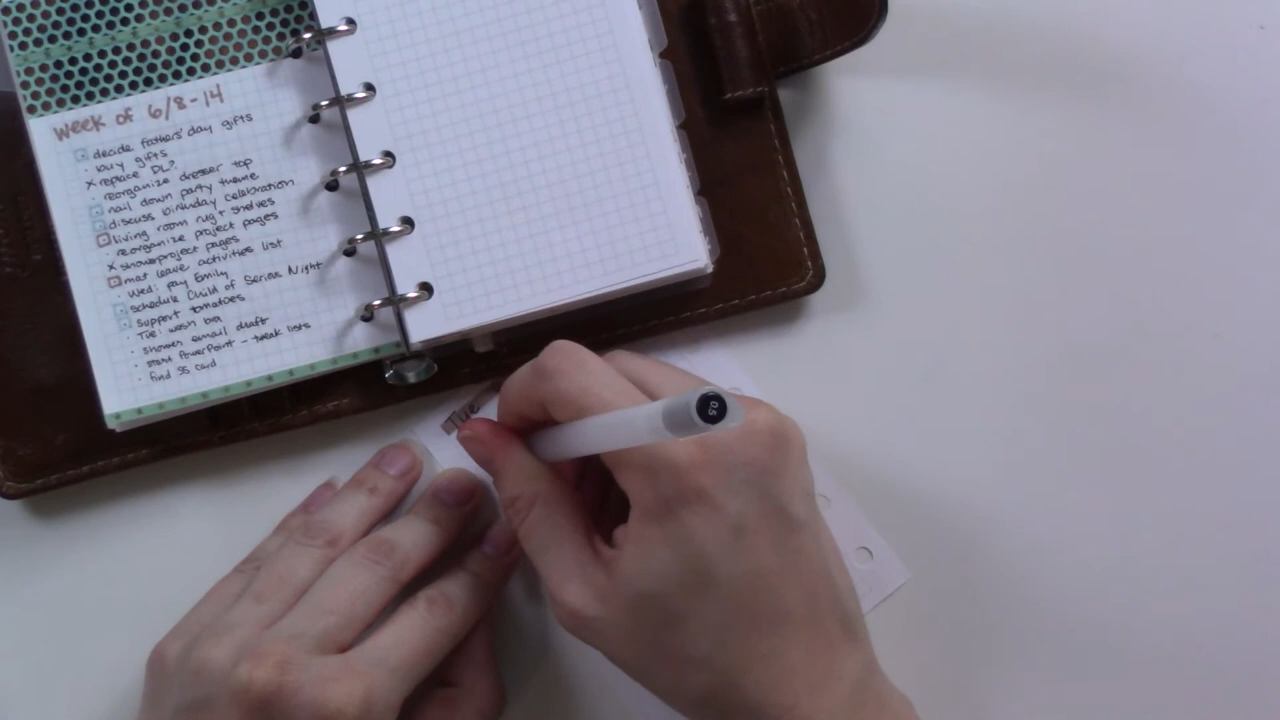 week of 6/8-14
decide fathers' day gifts
· buy gifts
x replace DL?
· reorganize dresser top
nail down party theme
discuss birthday celebration
living room rug + shelves
· reorganize project pages
x shower project pages
mat leave activities list
· Wed: pay Emily
schedule Guild of Serious Night
support tomatoes
· Tue: wash bra
· shower email draft
· start PowerPoint - tweak lists
· find SS card
Tue
0.5